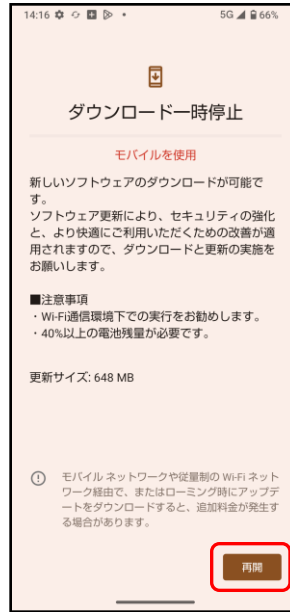 14:16 5G 66%
ダウンロード一時停止
モバイルを使用
新しいソフトウェアのダウンロードが可能で
す。
ソフトウェア更新により、セキュリティの強化
と、より快適にご利用いただくための改善が適
用されますので、ダウンロードと更新の実施を
お願いします。
■注意事項
・Wi-Fi通信環境下での実行をお勧めします。
・40%以上の電池残量が必要です。
更新サイズ: 648 MB
モバイル ネットワークや従量制の Wi-Fi ネット
ワーク経由で、またはローミング時にアップデ
ートをダウンロードすると、追加料金が発生す
る場合があります。
再開